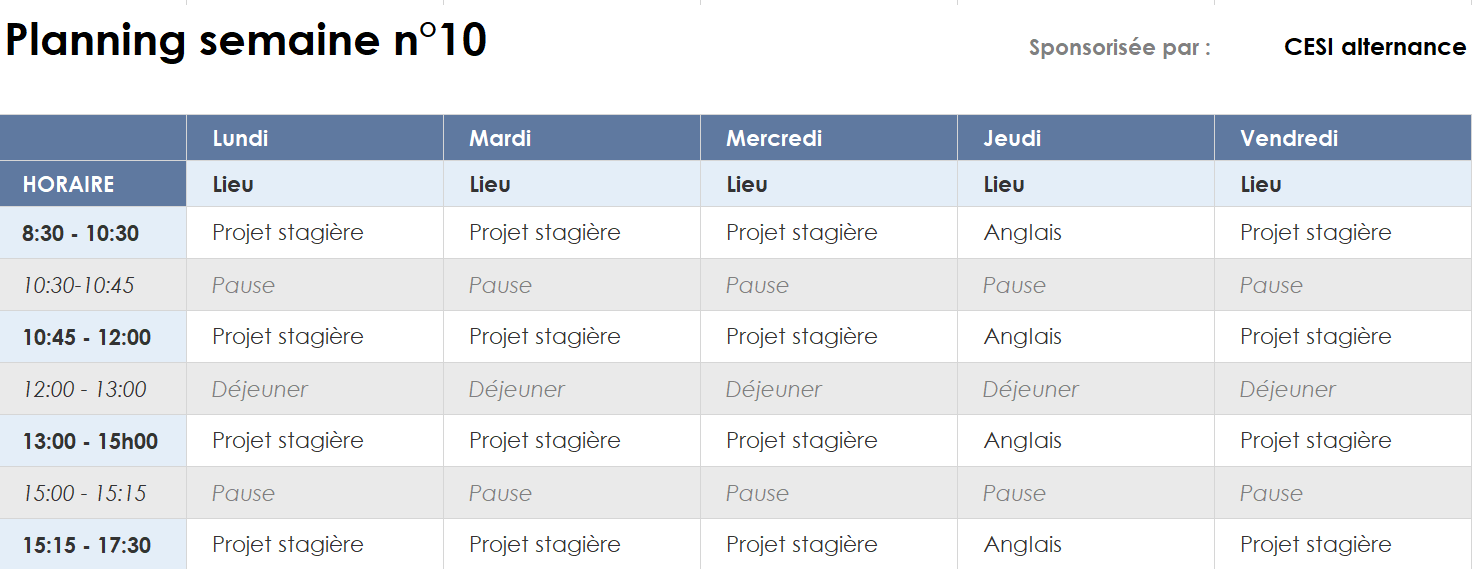 Planning semaine n°10 Sponsorisée par : CESI alternance
Lundi Mardi Mercredi Jeudi Vendredi
HORAIRE Lieu Lieu Lieu Lieu Lieu
8:30 - 10:30 Projet stagière Projet stagière Projet stagière Anglais Projet stagière
10:30-10:45 Pause Pause Pause Pause Pause
10:45 - 12:00 Projet stagière Projet stagière Projet stagière Anglais Projet stagière
12:00 - 13:00 Déjeuner Déjeuner Déjeuner Déjeuner Déjeuner
13:00 - 15h00 Projet stagière Projet stagière Projet stagière Anglais Projet stagière
15:00 - 15:15 Pause Pause Pause Pause Pause
15:15 - 17:30 Projet stagière Projet stagière Projet stagière Anglais Projet stagière